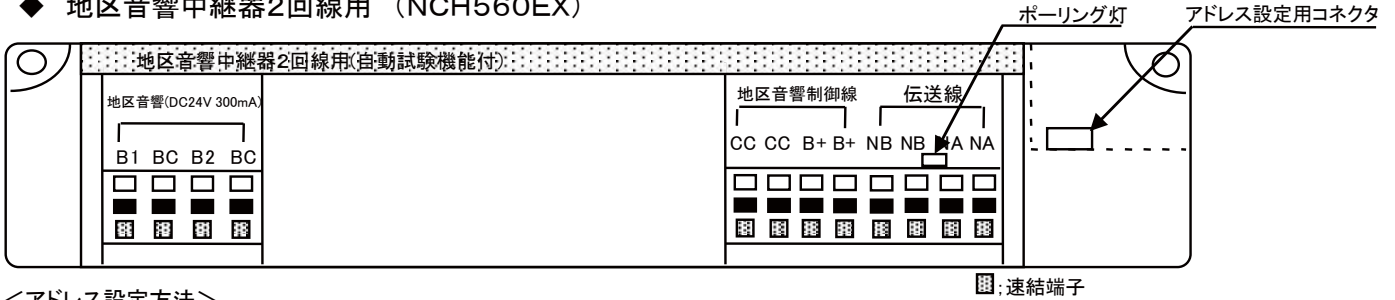 ◆ 地区音響中継器2回線用 (NCH560EX)
ポーリング灯
アドレス設定用コネクタ
地区音響中継器2回線用(自動試験機能付)
地区音響(DC24V 300mA)
地区音響制御線
伝送線
B1 BC B2 BC
CC CC B+ B+ NB NB NA NA
;速結端子
<アドレス設定方法>